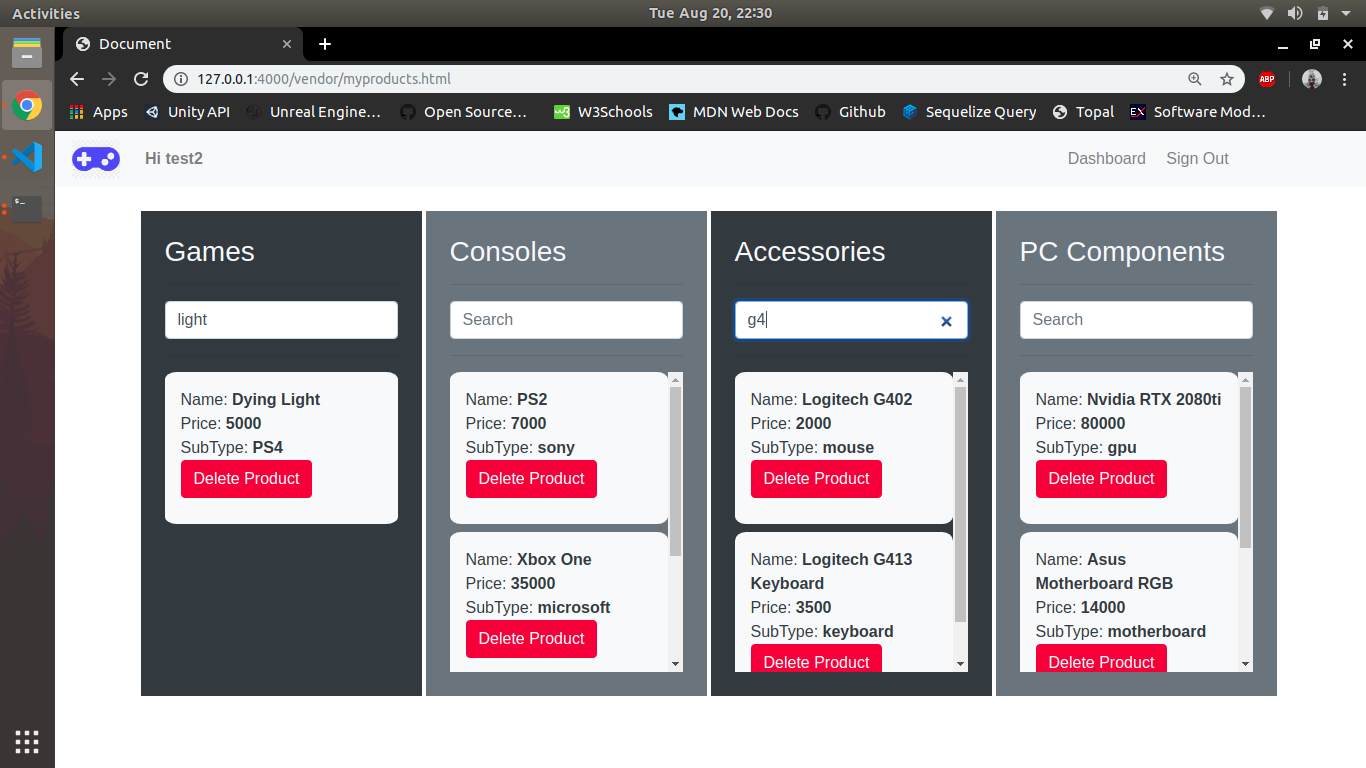 Activities
Tue Aug 20, 22:30
Document
127.0.0.1:4000/vendor/myproducts.html
ABP
Apps
Unity API
Unreal Engine…
Open Source…
W3Schools
MDN Web Docs
Github
Sequelize Query
Topal
EX
Software Mod…
Hi test2
Dashboard
Sign Out
Games
light
Name: Dying Light
Price: 5000
SubType: PS4
Delete Product
Consoles
Search
Name: PS2
Price: 7000
SubType: sony
Delete Product
Name: Xbox One
Price: 35000
SubType: microsoft
Delete Product
Accessories
g4
Name: Logitech G402
Price: 2000
SubType: mouse
Delete Product
Name: Logitech G413
Keyboard
Price: 3500
SubType: keyboard
Delete Product
PC Components
Search
Name: Nvidia RTX 2080ti
Price: 80000
SubType: gpu
Delete Product
Name: Asus
Motherboard RGB
Price: 14000
SubType: motherboard
Delete Product